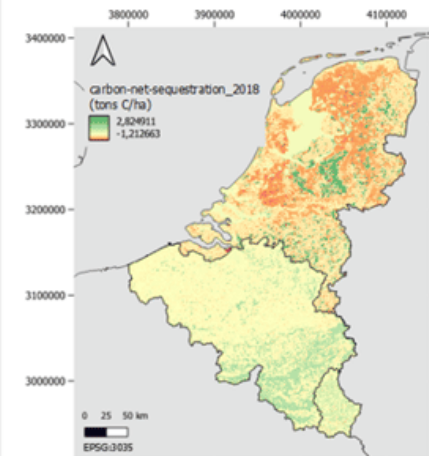 3800000 3900000 4000000 4100000
3400000
carbon-net-sequestration_2018
(tons C/ha)
2,824911
-1,212663
3300000
3200000
3100000
3000000
0 25 50 km
EPSG:3035